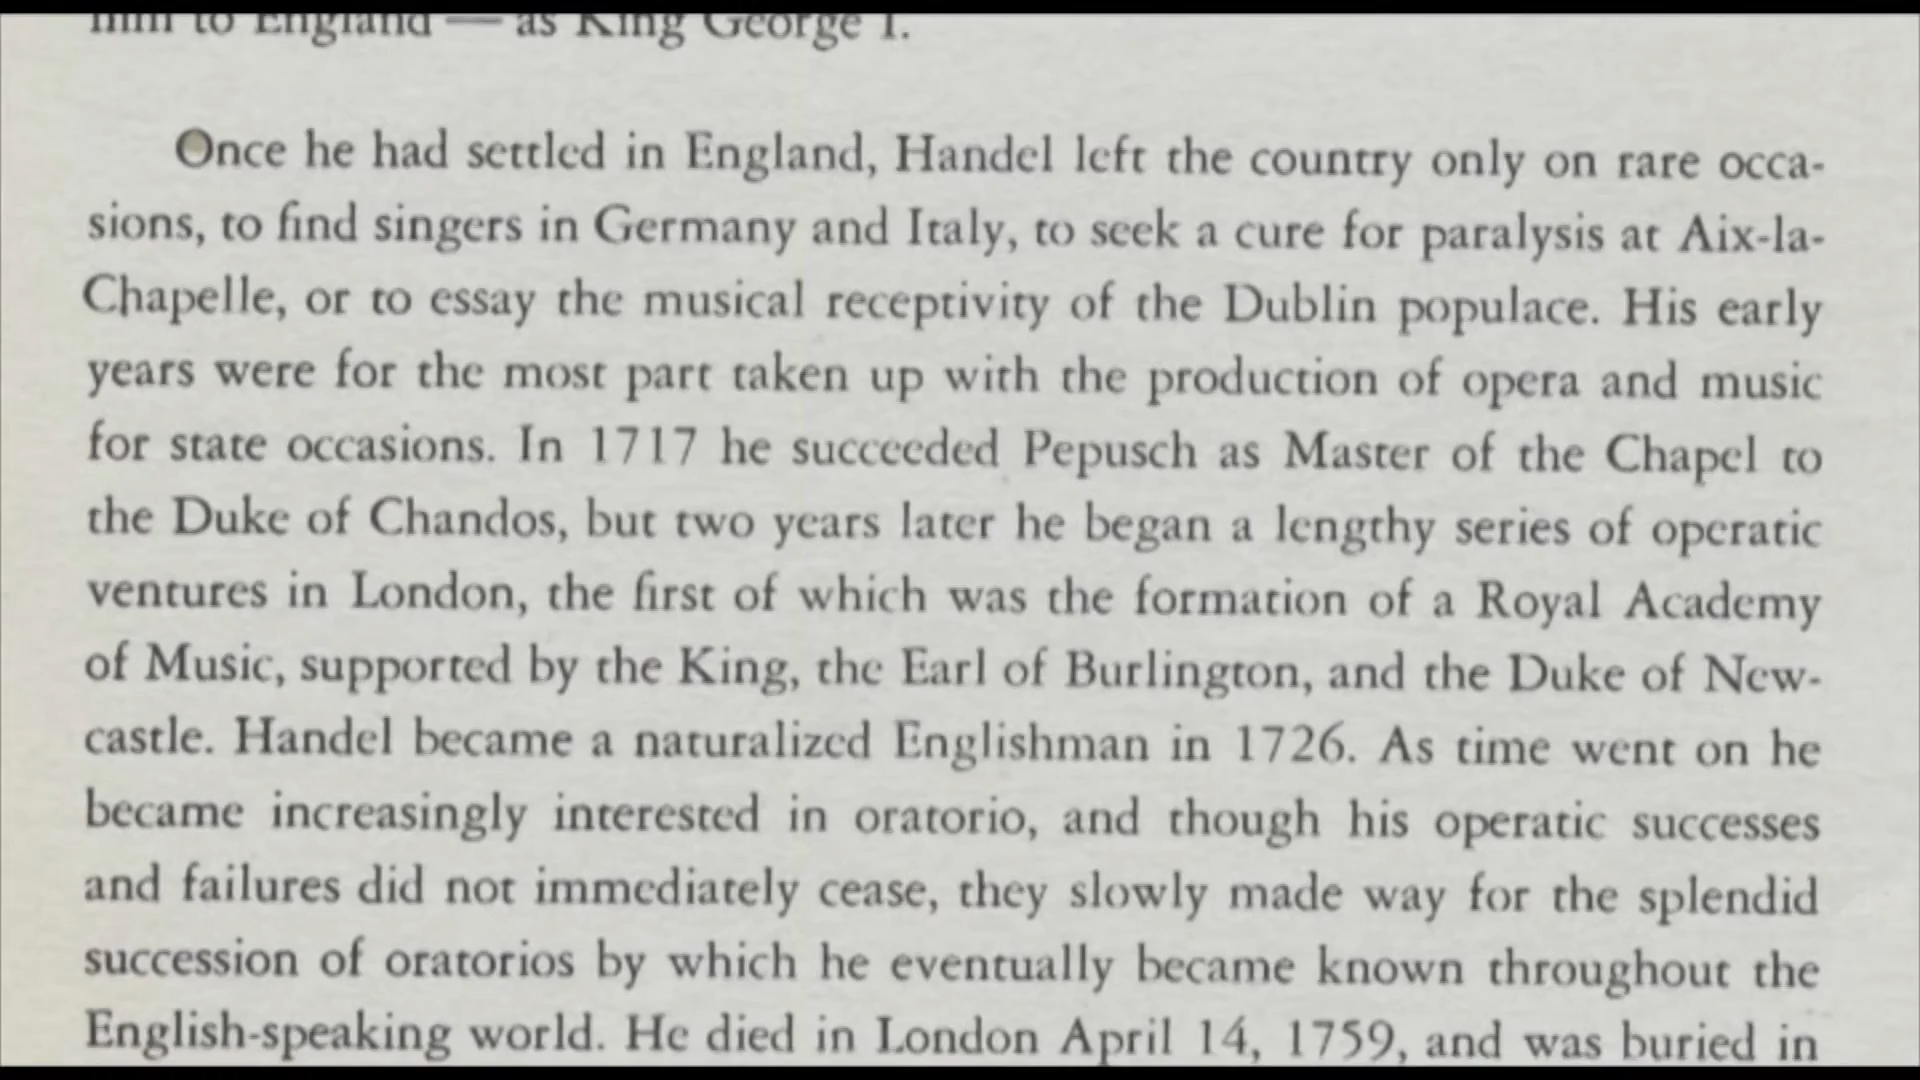 him to England — as King George I.
Once he had settled in England, Handel left the country only on rare occa-
sions, to find singers in Germany and Italy, to seek a cure for paralysis at Aix-la-
Chapelle, or to essay the musical receptivity of the Dublin populace. His early
years were for the most part taken up with the production of opera and music
for state occasions. In 1717 he succeeded Pepusch as Master of the Chapel to
the Duke of Chandos, but two years later he began a lengthy series of operatic
ventures in London, the first of which was the formation of a Royal Academy
of Music, supported by the King, the Earl of Burlington, and the Duke of New-
castle. Handel became a naturalized Englishman in 1726. As time went on he
became increasingly interested in oratorio, and though his operatic successes
and failures did not immediately cease, they slowly made way for the splendid
succession of oratorios by which he eventually became known throughout the
English-speaking world. He died in London April 14, 1759, and was buried in